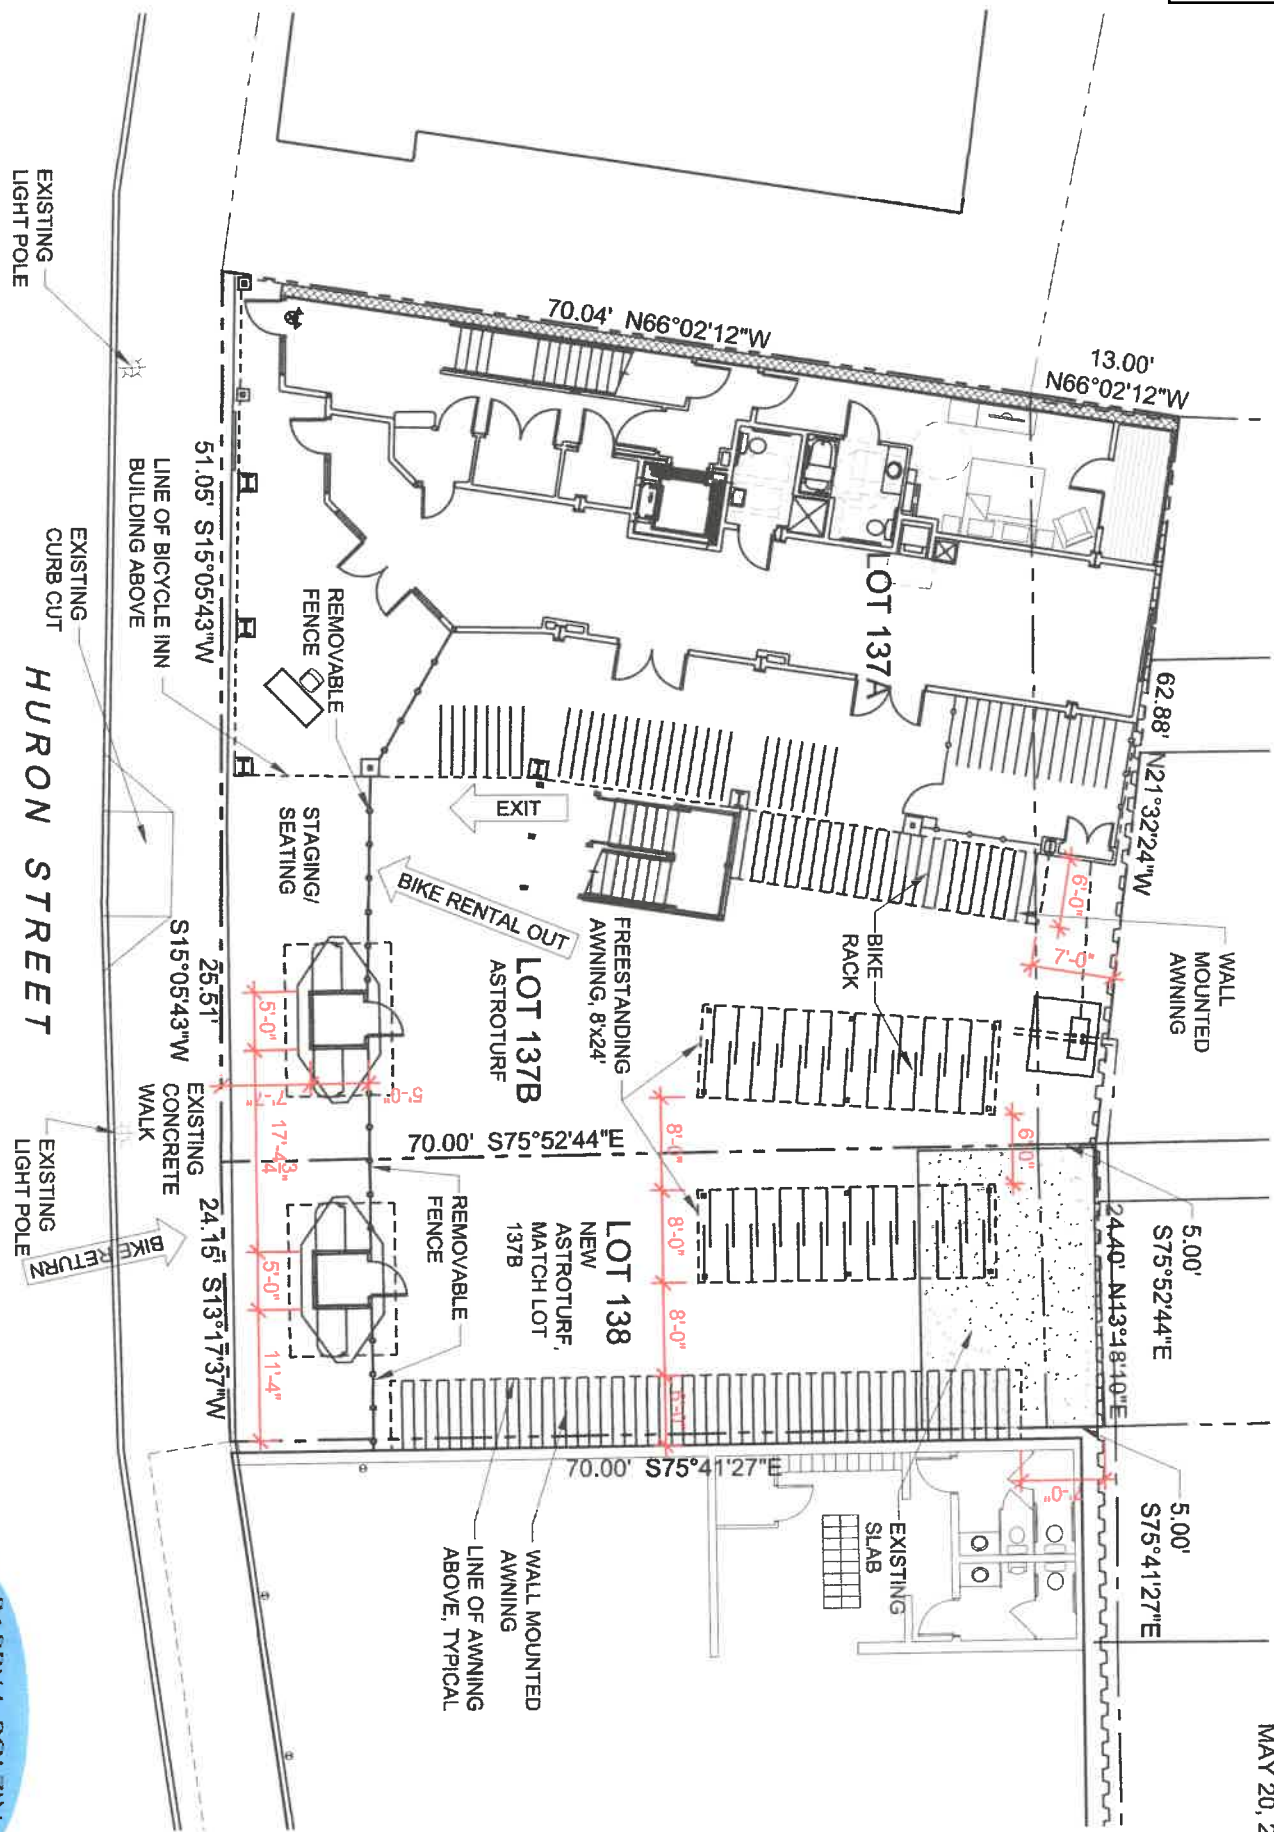 MAY 20, 2
70.04' N66°02'12"W
13.00'
N66°02'12"W
62.88' N21°32'24"W
LOT 137A
EXISTING
LIGHT POLE
51.05' S15°05'43"W
LINE OF BICYCLE INN
BUILDING ABOVE
EXISTING
CURB CUT
HURON STREET
REMOVABLE
FENCE
STAGING/
SEATING
EXIT
BIKE RENTAL OUT
FREESTANDING
AWNING, 8'x24'
BIKE
RACK
WALL
MOUNTED
AWNING
6'-0"
7'-0"
LOT 137B
ASTROTURF
25.51'
S15°05'43"W
5'-0"
7'-7"
5'-0"
17'-4 3/4"
EXISTING
CONCRETE
WALK
EXISTING
LIGHT POLE
BIKE RETURN
70.00' S75°52'44"E
8'-0"
6'-0"
8'-0"
8'-0"
REMOVABLE
FENCE
LOT 138
NEW
ASTROTURF,
MATCH LOT
137B
5.00'
S75°52'44"E
24.40' N13°18'10"E
24.15' S13°17'37"W
5'-0"
11'-4"
70.00' S75°41'27"E
7'-0"
5.00'
S75°41'27"E
EXISTING
SLAB
WALL MOUNTED
AWNING
LINE OF AWNING
ABOVE, TYPICAL